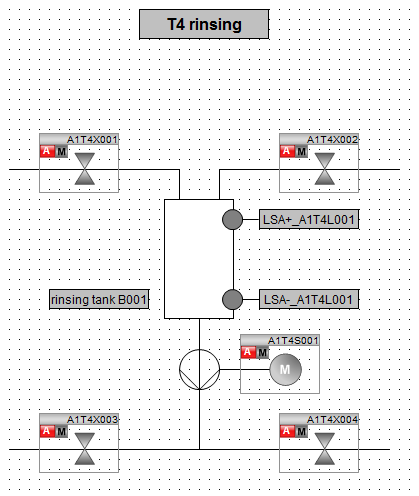 T4 rinsing
A1T4X001
A M
A1T4X002
A M
LSA+_A1T4L001
rinsing tank B001
LSA-_A1T4L001
A1T4S001
A M
M
A1T4X003
A M
A1T4X004
A M